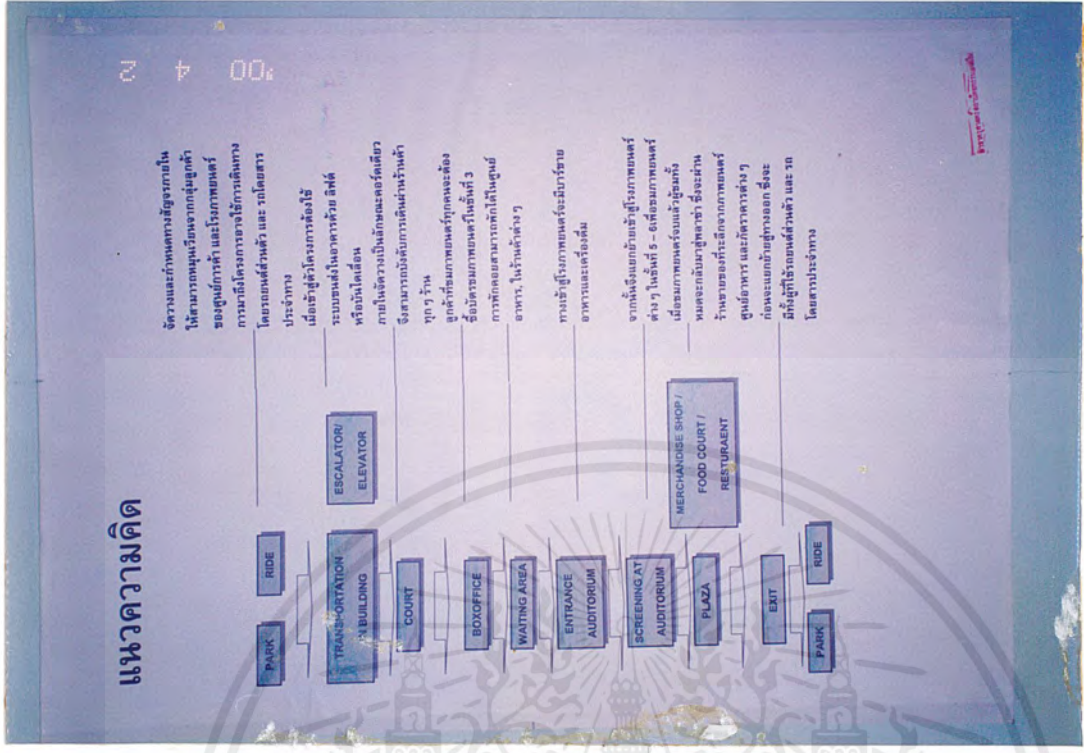 แนวความคิด
'00 4 2
PARK
RIDE
TRANSPORTATION
IN BUILDING
ESCALATOR/
ELEVATOR
COURT
BOXOFFICE
WAITING AREA
ENTRANCE
AUDITORIUM
SCREENING AT
AUDITORIUM
MERCHANDISE SHOP /
FOOD COURT /
RESTURAENT
PLAZA
EXIT
PARK
RIDE
จัดวางและกำหนดทางสัญจรภายใน
ให้สามารถหมุนเวียนจากกลุ่มลูกค้า
ของศูนย์การค้า และโรงภาพยนตร์
การมาถึงโครงการอาจใช้การเดินทาง
โดยรถยนต์ส่วนตัว และ รถโดยสาร
ประจำทาง
เมื่อเข้าสู่ตัวโครงการต้องใช้
ระบบขนส่งในอาคารด้วย ลิฟต์
หรือบันไดเลื่อน
ภายในจัดวางเป็นลักษณะคอร์ตเดียว
จึงสามารถบังคับการเดินผ่านร้านค้า
ทุก ๆ ร้าน
ลูกค้าที่ชมภาพยนตร์ทุกคนจะต้อง
ซื้อบัตรชมภาพยนตร์ในชั้นที่ 3
การพักคอยสามารถพักได้ในศูนย์
อาหาร, ในร้านค้าต่าง ๆ
ทางเข้าสู่โรงภาพยนตร์จะมีบาร์ขาย
อาหารและเครื่องดื่ม
จากนั้นจึงแยกย้ายเข้าสู่โรงภาพยนตร์
ต่าง ๆ ในชั้นที่ 5 – 6 เพื่อชมภาพยนตร์
เมื่อชมภาพยนตร์จบแล้วผู้ชมทั้ง
หมดจะกลับมาสู่พลาซ่า ซึ่งจะผ่าน
ร้านขายของที่ระลึกจากภาพยนตร์
ศูนย์อาหาร และภัตตาคารต่าง ๆ
ก่อนจะแยกย้ายสู่ทางออก ซึ่งจะ
มีทั้งผู้ที่ใช้รถยนต์ส่วนตัว และ รถ
โดยสารประจำทาง